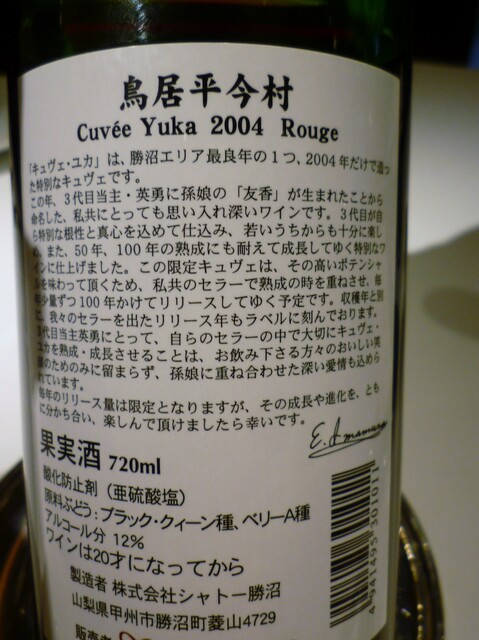 鳥居平今村
Cuvée Yuka 2004 Rouge
「キュヴェ・ユカ」は、勝沼エリア最良年の1つ、2004年だけで造っ
た特別なキュヴェです。
この年、3代目当主・英勇に孫娘の「友香」が生まれたことから
命名した、私共にとっても思い入れ深いワインです。3代目が自
ら特別な根性と真心を込めて仕込み、若いうちからも十分に楽し
め、また、50年、100年の熟成にも耐えて成長してゆく特別なワ
インに仕上げました。この限定キュヴェは、その高いポテンシャ
ルを味わって頂くため、私共のセラーで熟成の時を重ねさせ、毎
年少量ずつ100年かけてリリースしてゆく予定です。収穫年と別
に、我々のセラーを出たリリース年もラベルに刻んでおります。
3代目当主英勇にとって、自らのセラーの中で大切にキュヴェ・
ユカを熟成・成長させることは、お飲み下さる方々のおいしい笑
顔のためのみに留まらず、孫娘に重ね合わせた深い愛情も込めら
れています。
毎年のリリース量は限定となりますが、その成長や進化を、とも
に分かち合い、楽しんで頂けましたら幸いです。
E. Imamura
果実酒 720ml
酸化防止剤（亜硫酸塩）
原料ぶどう：ブラック・クィーン種、ベリーA種
アルコール分 12%
ワインは20才になってから
製造者 株式会社シャトー勝沼
山梨県甲州市勝沼町菱山4729
販売者
4 941493 301011